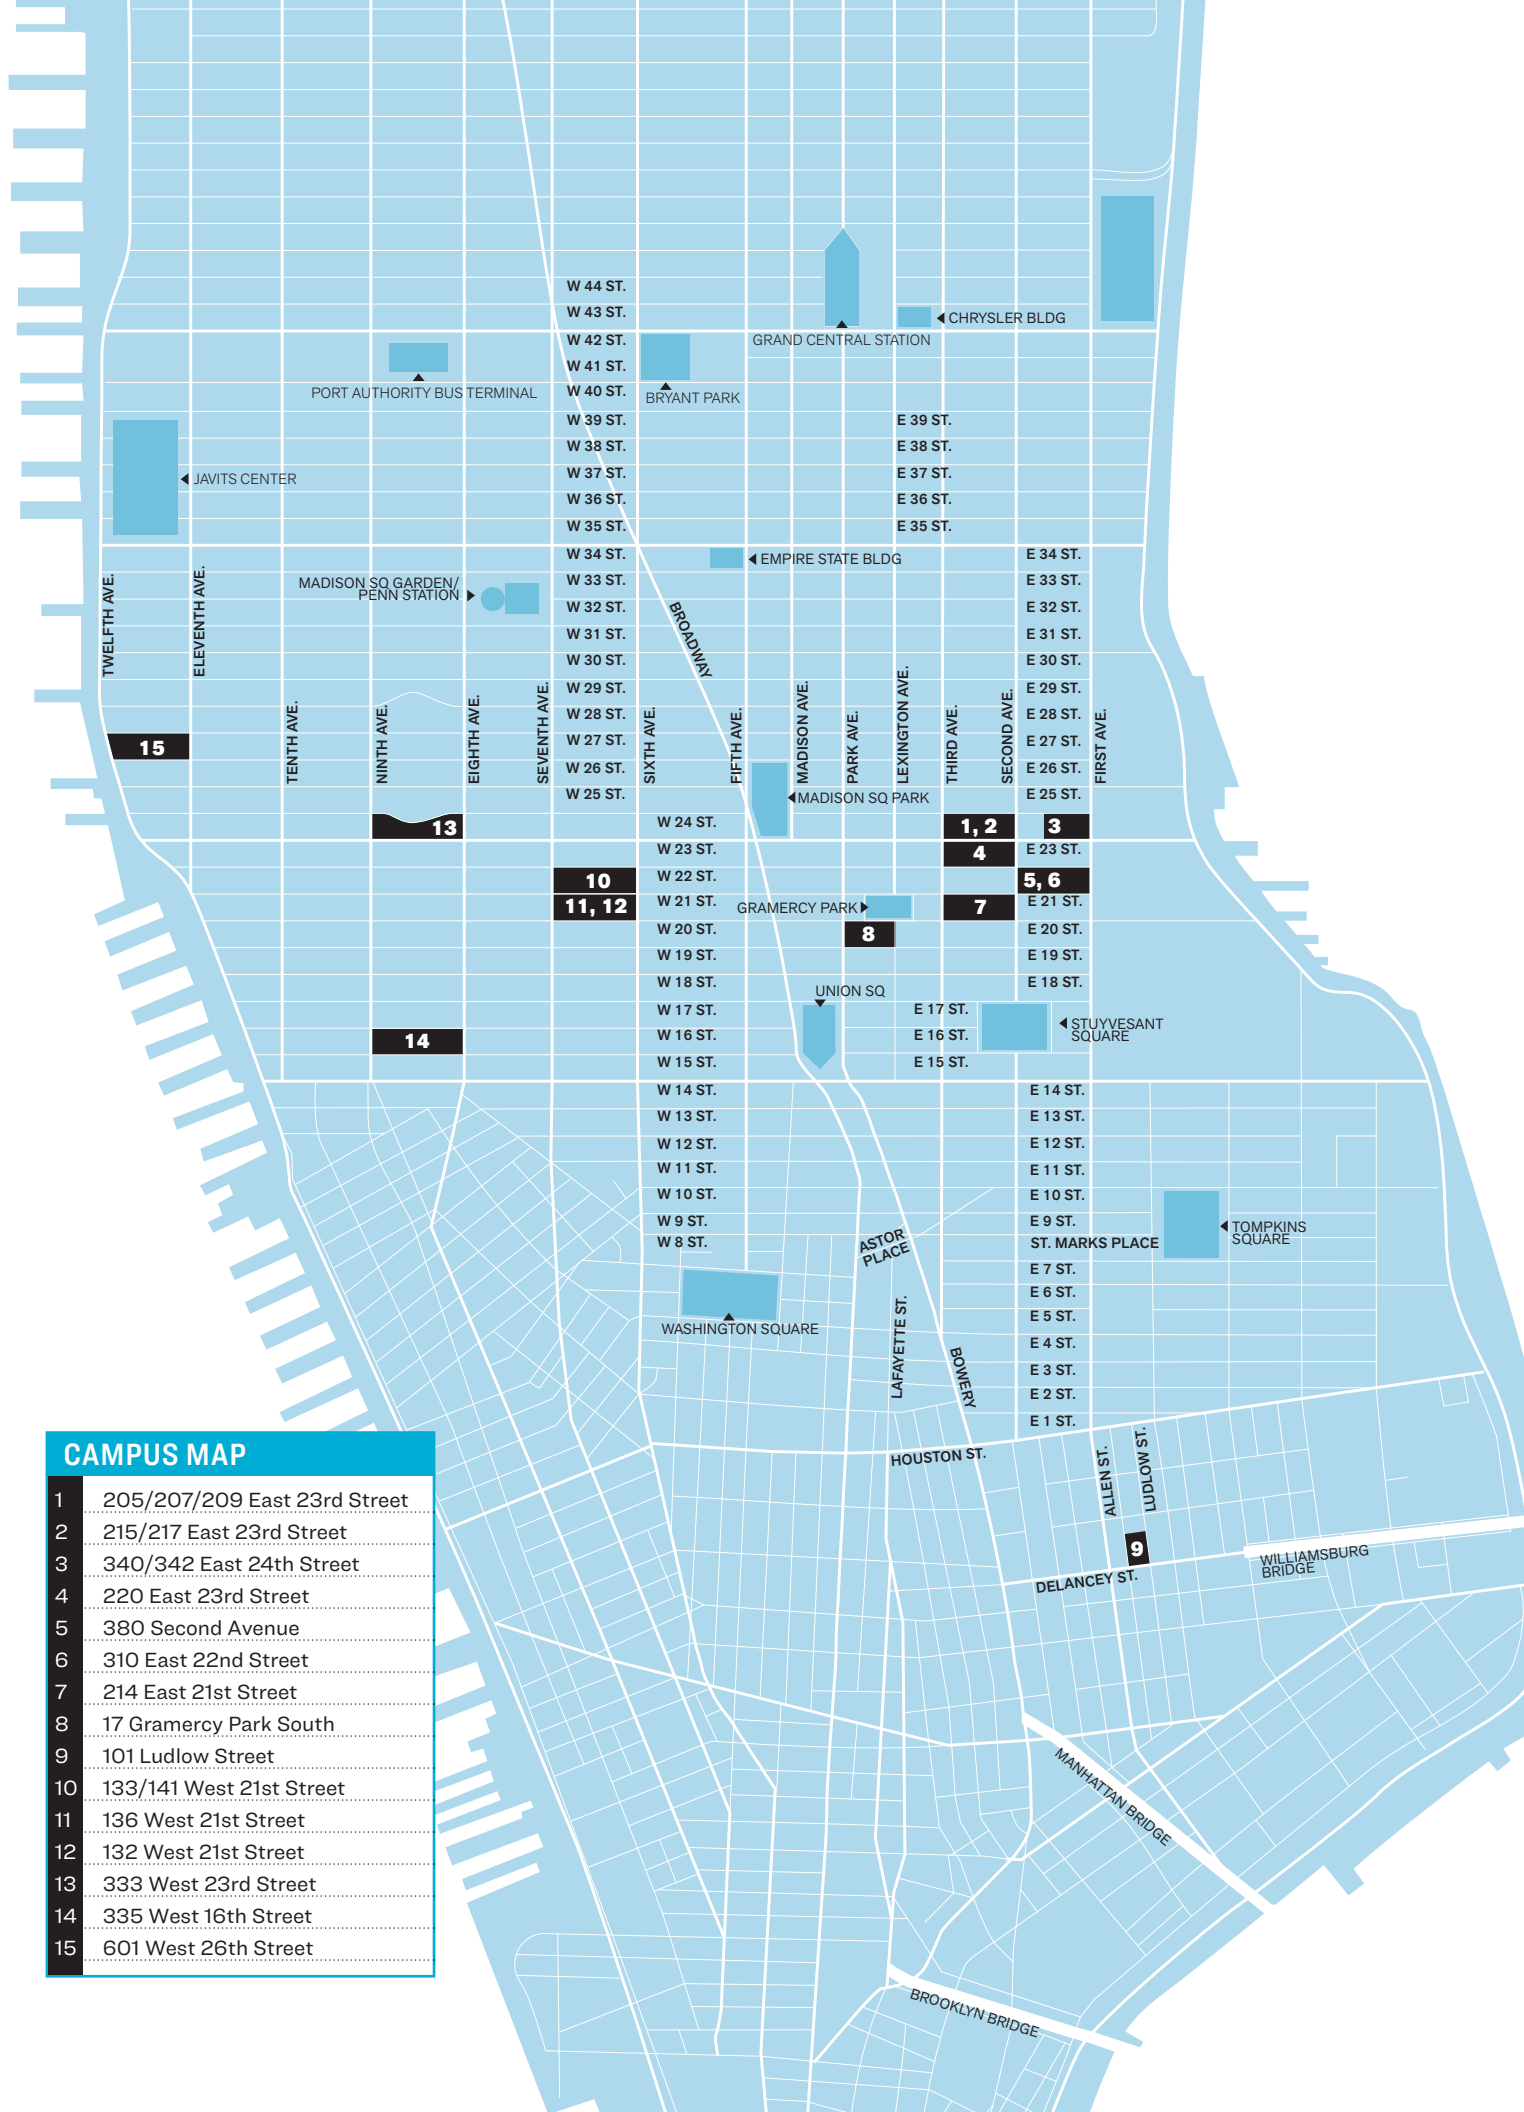 W 44 ST.
W 43 ST.
CHRYSLER BLDG
W 42 ST.
GRAND CENTRAL STATION
W 41 ST.
PORT AUTHORITY BUS TERMINAL
W 40 ST.
BRYANT PARK
W 39 ST.
E 39 ST.
W 38 ST.
E 38 ST.
W 37 ST.
E 37 ST.
JAVITS CENTER
W 36 ST.
E 36 ST.
W 35 ST.
E 35 ST.
W 34 ST.
EMPIRE STATE BLDG
E 34 ST.
MADISON SQ GARDEN/
PENN STATION
W 33 ST.
E 33 ST.
W 32 ST.
E 32 ST.
W 31 ST.
E 31 ST.
W 30 ST.
E 30 ST.
W 29 ST.
E 29 ST.
W 28 ST.
E 28 ST.
W 27 ST.
E 27 ST.
W 26 ST.
E 26 ST.
W 25 ST.
E 25 ST.
TWELFTH AVE.
ELEVENTH AVE.
TENTH AVE.
NINTH AVE.
EIGHTH AVE.
SEVENTH AVE.
SIXTH AVE.
BROADWAY
FIFTH AVE.
MADISON AVE.
PARK AVE.
LEXINGTON AVE.
THIRD AVE.
SECOND AVE.
FIRST AVE.
15
MADISON SQ PARK
13
W 24 ST.
1, 2
3
W 23 ST.
4
E 23 ST.
10
W 22 ST.
5, 6
11, 12
W 21 ST.
GRAMERCY PARK
7
E 21 ST.
W 20 ST.
8
E 20 ST.
W 19 ST.
E 19 ST.
W 18 ST.
E 18 ST.
UNION SQ
W 17 ST.
E 17 ST.
STUYVESANT
SQUARE
14
W 16 ST.
E 16 ST.
W 15 ST.
E 15 ST.
W 14 ST.
E 14 ST.
W 13 ST.
E 13 ST.
W 12 ST.
E 12 ST.
W 11 ST.
E 11 ST.
W 10 ST.
E 10 ST.
W 9 ST.
E 9 ST.
TOMPKINS
SQUARE
W 8 ST.
ASTOR
PLACE
ST. MARKS PLACE
E 7 ST.
E 6 ST.
E 5 ST.
WASHINGTON SQUARE
E 4 ST.
E 3 ST.
E 2 ST.
E 1 ST.
LAFAYETTE ST.
BOWERY
HOUSTON ST.
ALLEN ST.
LUDLOW ST.
9
DELANCEY ST.
WILLIAMSBURG
BRIDGE
MANHATTAN BRIDGE
BROOKLYN BRIDGE
CAMPUS MAP
1 205/207/209 East 23rd Street
2 215/217 East 23rd Street
3 340/342 East 24th Street
4 220 East 23rd Street
5 380 Second Avenue
6 310 East 22nd Street
7 214 East 21st Street
8 17 Gramercy Park South
9 101 Ludlow Street
10 133/141 West 21st Street
11 136 West 21st Street
12 132 West 21st Street
13 333 West 23rd Street
14 335 West 16th Street
15 601 West 26th Street